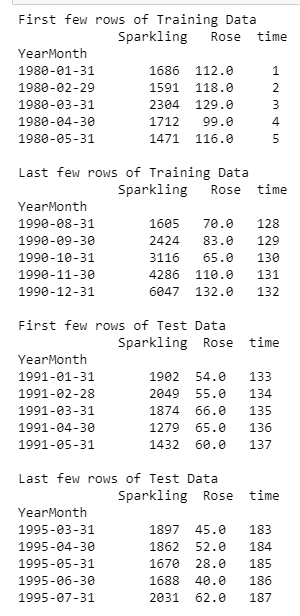 First few rows of Training Data
Sparkling Rose time
YearMonth
1980-01-31 1686 112.0 1
1980-02-29 1591 118.0 2
1980-03-31 2304 129.0 3
1980-04-30 1712 99.0 4
1980-05-31 1471 116.0 5
Last few rows of Training Data
Sparkling Rose time
YearMonth
1990-08-31 1605 70.0 128
1990-09-30 2424 83.0 129
1990-10-31 3116 65.0 130
1990-11-30 4286 110.0 131
1990-12-31 6047 132.0 132
First few rows of Test Data
Sparkling Rose time
YearMonth
1991-01-31 1902 54.0 133
1991-02-28 2049 55.0 134
1991-03-31 1874 66.0 135
1991-04-30 1279 65.0 136
1991-05-31 1432 60.0 137
Last few rows of Test Data
Sparkling Rose time
YearMonth
1995-03-31 1897 45.0 183
1995-04-30 1862 52.0 184
1995-05-31 1670 28.0 185
1995-06-30 1688 40.0 186
1995-07-31 2031 62.0 187